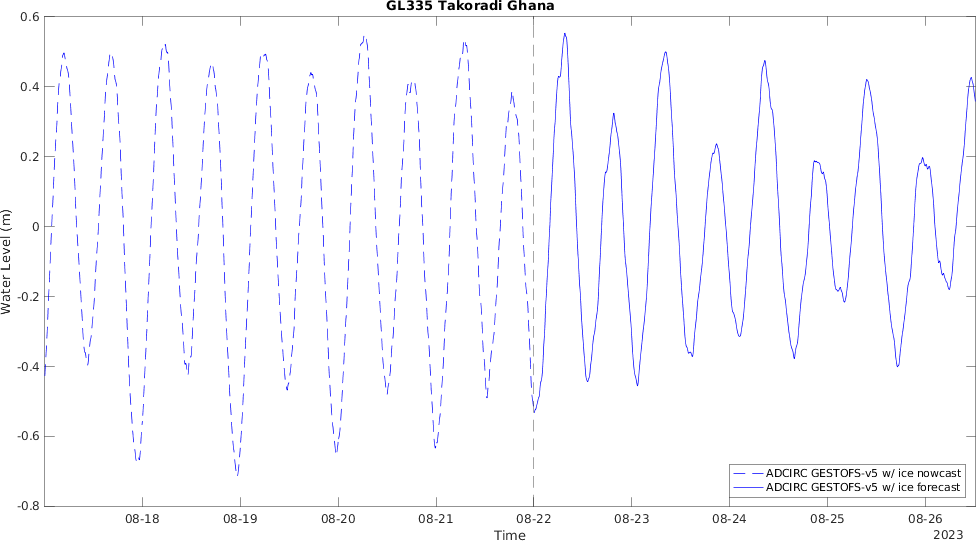 GL335 Takoradi Ghana
0.6
0.4
0.2
0
-0.2
-0.4
-0.6
-0.8
Water Level (m)
ADCIRC GESTOFS-v5 w/ ice nowcast
ADCIRC GESTOFS-v5 w/ ice forecast
08-18 08-19 08-20 08-21 08-22 08-23 08-24 08-25 08-26
Time
2023